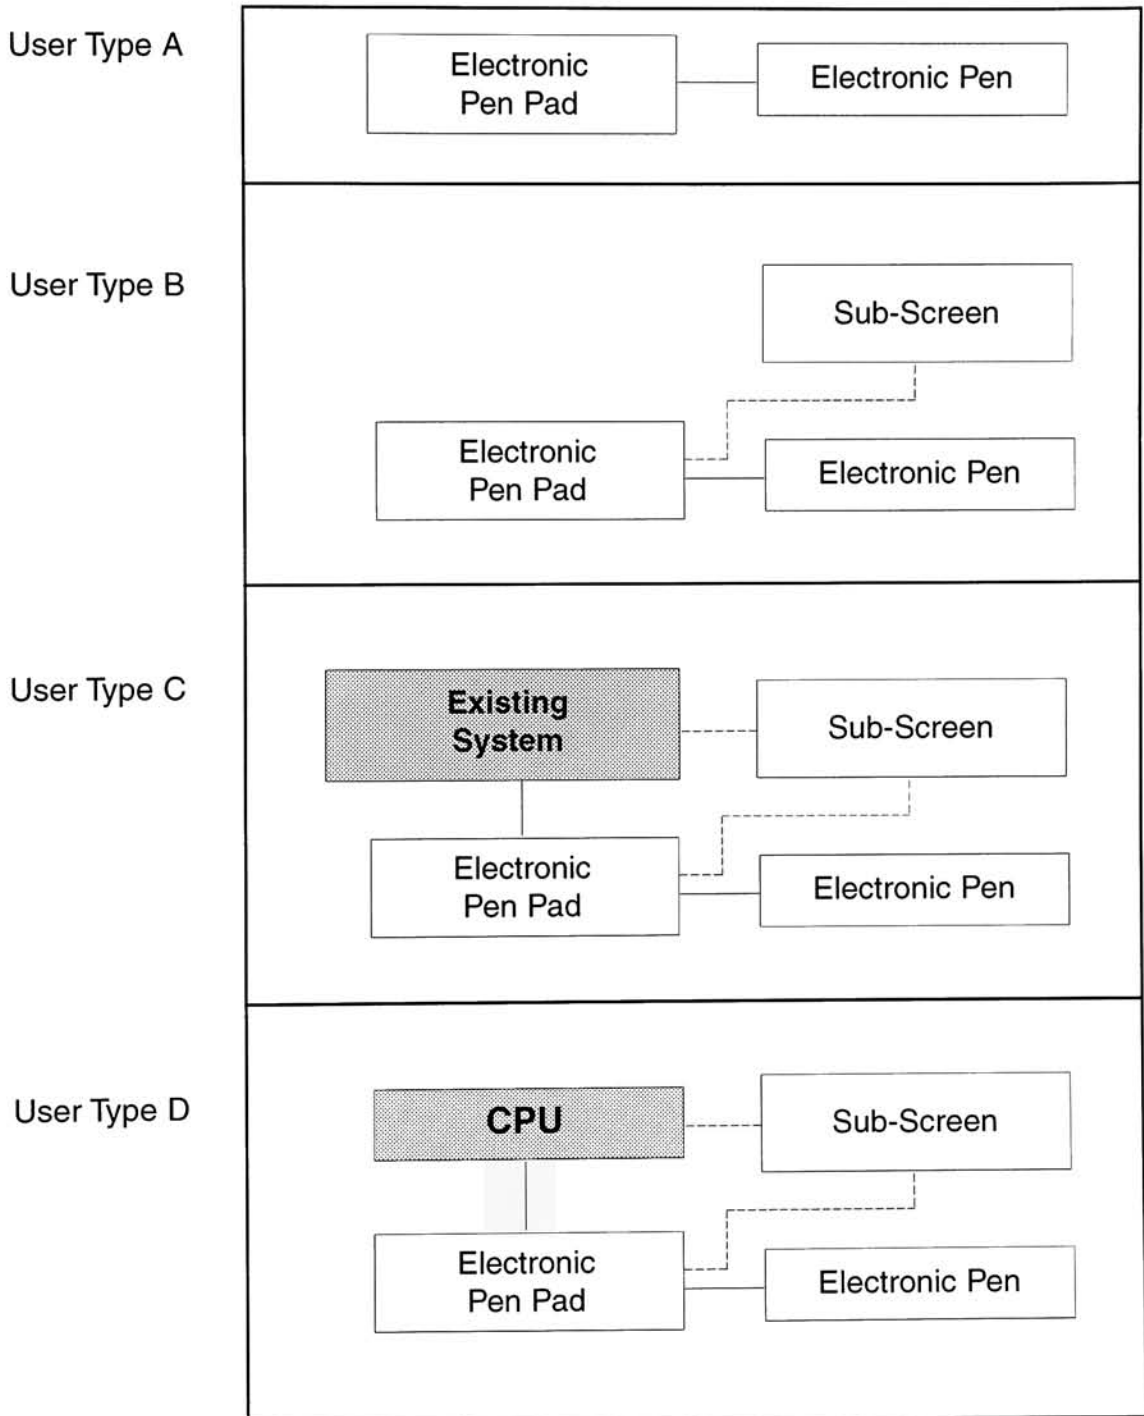 User Type A
Electronic
Pen Pad
Electronic Pen
User Type B
Sub-Screen
Electronic
Pen Pad
Electronic Pen
User Type C
Existing
System
Sub-Screen
Electronic
Pen Pad
Electronic Pen
User Type D
CPU
Sub-Screen
Electronic
Pen Pad
Electronic Pen